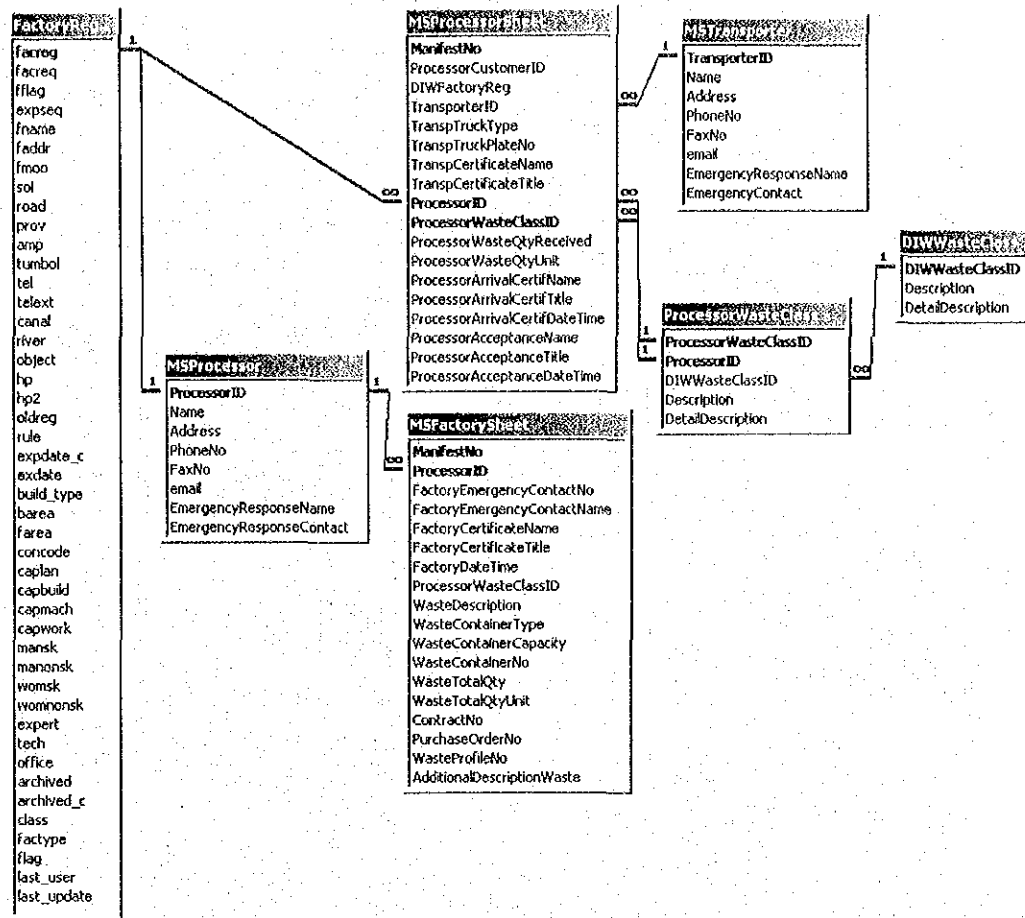 FactoryReg
facreg
facreq
fflag
expseq
fname
faddr
fmoo
soi
road
prov
amp
tumbol
tel
telext
canal
river
object
hp
hp2
oldreg
rule
expdate_c
exdate
build_type
barea
farea
concode
caplan
capbuild
capmach
capwork
mansk
manonsk
womsk
womnonsk
expert
tech
office
archived
archived_c
class
factype
flag
last_user
last_update
1
MSProcessorSheet
ManifestNo
ProcessorCustomerID
DIWFactoryReg
TransporterID
TranspTruckType
TranspTruckPlateNo
TranspCertificateName
TranspCertificateTitle
ProcessorID
ProcessorWasteClassID
ProcessorWasteQtyReceived
ProcessorWasteQtyUnit
ProcessorArrivalCertifName
ProcessorArrivalCertifTitle
ProcessorArrivalCertifDateTime
ProcessorAcceptanceName
ProcessorAcceptanceTitle
ProcessorAcceptanceDateTime
∞
∞
∞
∞
1
MSTransporter
TransporterID
Name
Address
PhoneNo
FaxNo
email
EmergencyResponseName
EmergencyContact
1
DIWWasteClass
DIWWasteClassID
Description
DetailDescription
1
1
ProcessorWasteClass
ProcessorWasteClassID
ProcessorID
DIWWasteClassID
Description
DetailDescription
∞
1
MSProcessor
ProcessorID
Name
Address
PhoneNo
FaxNo
email
EmergencyResponseName
EmergencyResponseContact
1
∞
MSFactorySheet
ManifestNo
ProcessorID
FactoryEmergencyContactNo
FactoryEmergencyContactName
FactoryCertificateName
FactoryCertificateTitle
FactoryDateTime
ProcessorWasteClassID
WasteDescription
WasteContainerType
WasteContainerCapacity
WasteContainerNo
WasteTotalQty
WasteTotalQtyUnit
ContractNo
PurchaseOrderNo
WasteProfileNo
AdditionalDescriptionWaste